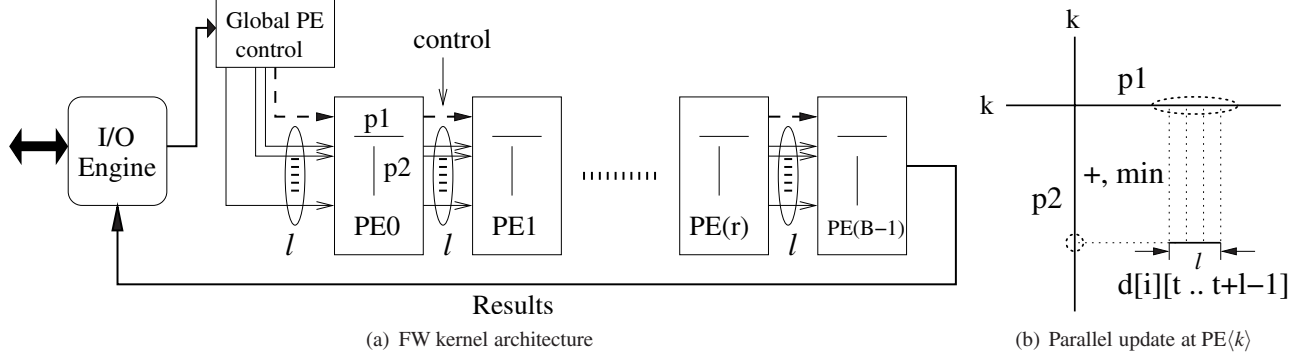 Global PE
control
control
I/O
Engine
p1
p2
l
PE0
l
PE1
PE(r)
l
PE(B−1)
Results
(a) FW kernel architecture
k
k
p1
p2
+, min
l
d[i][t .. t+l−1]
(b) Parallel update at PE⟨k⟩